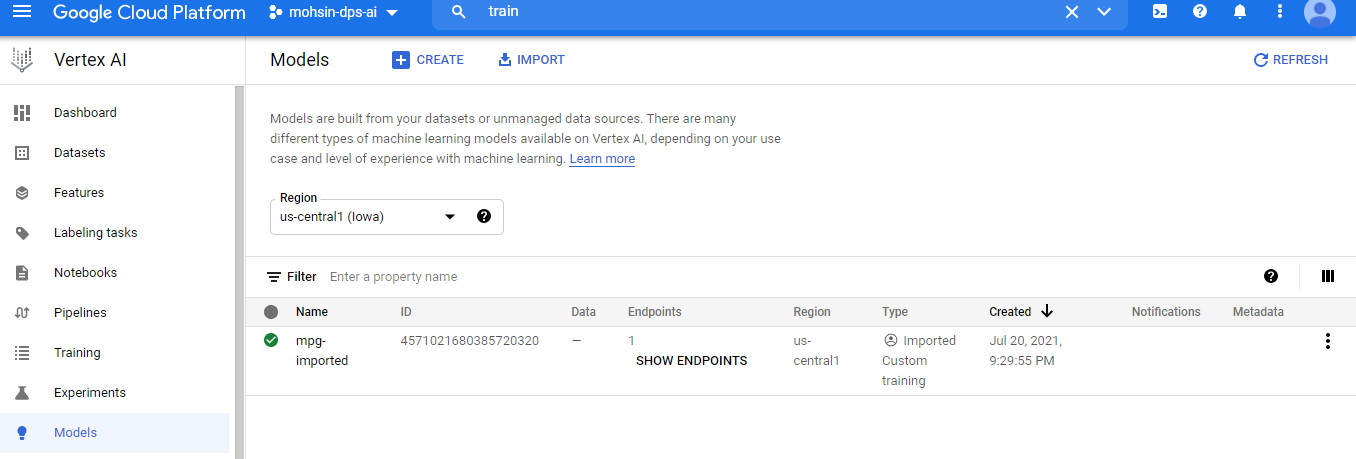 Google Cloud Platform
mohsin-dps-ai
train
Vertex AI
Models
CREATE
IMPORT
REFRESH
Dashboard
Datasets
Features
Labeling tasks
Notebooks
Pipelines
Training
Experiments
Models
Models are built from your datasets or unmanaged data sources. There are many
different types of machine learning models available on Vertex AI, depending on your use
case and level of experience with machine learning. Learn more
Region
us-central1 (Iowa)
Filter Enter a property name
Name ID Data Endpoints Region Type Created Notifications Metadata
mpg- 4571021680385720320 — 1 us- Imported Jul 20, 2021,
imported SHOW ENDPOINTS central1 Custom 9:29:55 PM
training